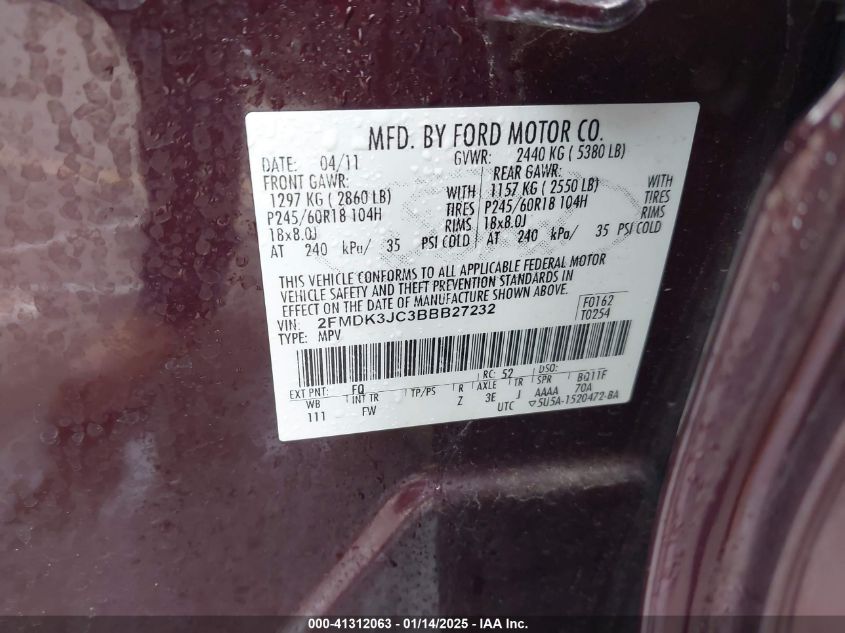 MFD. BY FORD MOTOR CO.
DATE: 04/11 GVWR: 2440 KG ( 5380 LB)
FRONT GAWR: REAR GAWR:
1297 KG ( 2860 LB) WITH 1157 KG ( 2550 LB) WITH
P245/60R18 104H TIRES P245/60R18 104H TIRES
18x8.0J RIMS 18x8.0J RIMS
AT 240 kPa/ 35 PSI COLD AT 240 kPa/ 35 PSI COLD
THIS VEHICLE CONFORMS TO ALL APPLICABLE FEDERAL MOTOR
VEHICLE SAFETY AND THEFT PREVENTION STANDARDS IN
EFFECT ON THE DATE OF MANUFACTURE SHOWN ABOVE.
VIN: 2FMDK3JC3BBB27232 F0162
TYPE: MPV T0254
EXT PNT: FQ RC: 52 DSO:
WB INT TR TP/PS R AXLE TR SPR BQ11F
111 FW Z 3E J AAAA 70A
UTC ▽5U5A-1520472-BA
000-41312063 - 01/14/2025 - IAA Inc.